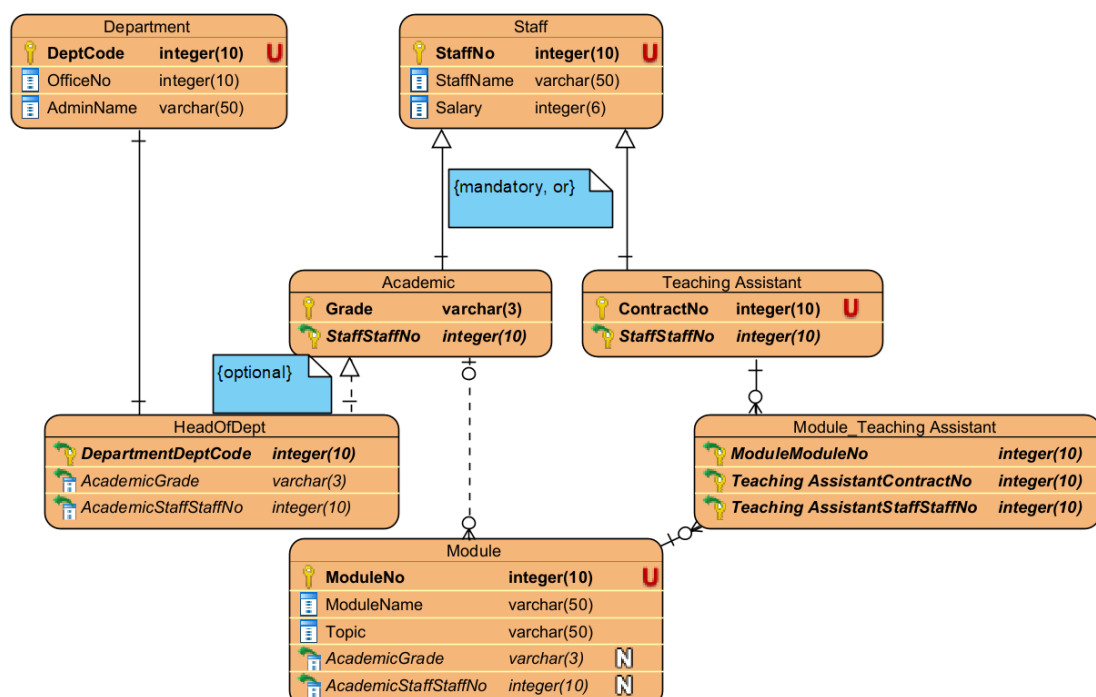 Department
DeptCode integer(10) U
OfficeNo integer(10)
AdminName varchar(50)
Staff
StaffNo integer(10) U
StaffName varchar(50)
Salary integer(6)
{mandatory, or}
Academic
Grade varchar(3)
StaffStaffNo integer(10)
Teaching Assistant
ContractNo integer(10) U
StaffStaffNo integer(10)
{optional}
HeadOfDept
DepartmentDeptCode integer(10)
AcademicGrade varchar(3)
AcademicStaffStaffNo integer(10)
Module_Teaching Assistant
ModuleModuleNo integer(10)
Teaching AssistantContractNo integer(10)
Teaching AssistantStaffStaffNo integer(10)
Module
ModuleNo integer(10) U
ModuleName varchar(50)
Topic varchar(50)
AcademicGrade varchar(3) N
AcademicStaffStaffNo integer(10) N